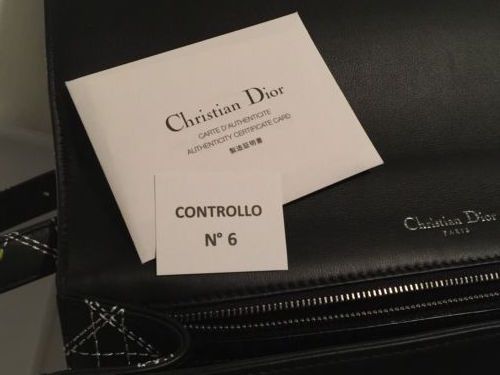 Christian Dior
CARTE D'AUTHENTICITE
AUTHENTICITY CERTIFICATE CARD
製造証明書
CONTROLLO
N° 6
Christian Dior
PARIS